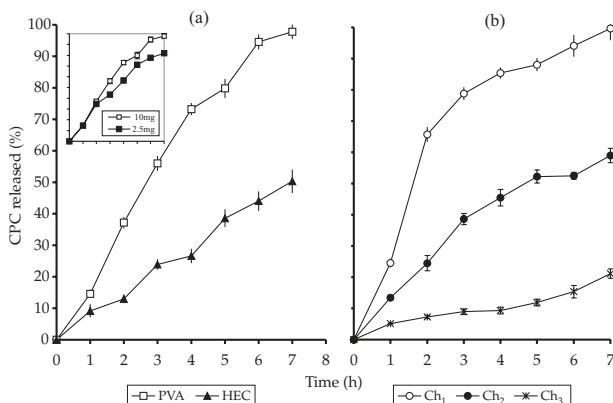 (a) (b)
100
90
80
70
60
50
40
30
20
10
0
CPC released (%)
10mg
2.5mg
0 1 2 3 4 5 6 7 8
0 1 2 3 4 5 6 7
Time (h)
PVA HEC
Ch₁ Ch₂ Ch₃